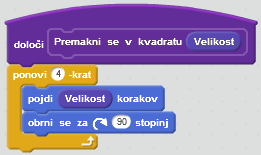 določi Premakni se v kvadratu Velikost
ponovi 4 -krat
pojdi Velikost korakov
obrni se za 90 stopinj